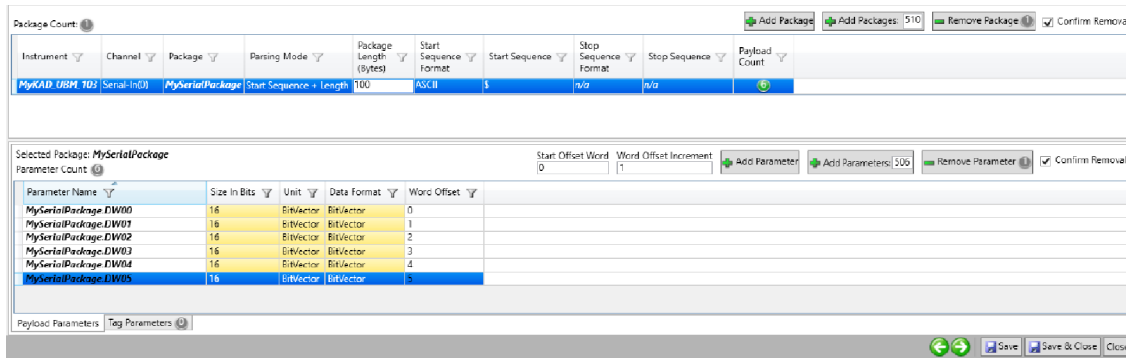 Package Count: 1 Add Package Add Packages: 510 Remove Package 1 Confirm Remova
Instrument Channel Package Parsing Mode Package Length (Bytes) Start Sequence Format Start Sequence Stop Sequence Format Stop Sequence Payload Count
MyKAD_UBM_103 Serial-In(0) MySerialPackage Start Sequence + Length 100 ASCII $ n/a n/a 6
Selected Package: MySerialPackage Start Offset Word Word Offset Increment
Parameter Count 0 1 Add Parameter Add Parameters: 506 Remove Parameter Confirm Removal
Parameter Name Size In Bits Unit Data Format Word Offset
MySerialPackage.DW00 16 BitVector BitVector 0
MySerialPackage.DW01 16 BitVector BitVector 1
MySerialPackage.DW02 16 BitVector BitVector 2
MySerialPackage.DW03 16 BitVector BitVector 3
MySerialPackage.DW04 16 BitVector BitVector 4
MySerialPackage.DW05 16 BitVector BitVector 5
Payload Parameters Tag Parameters 0
Save Save & Close Close